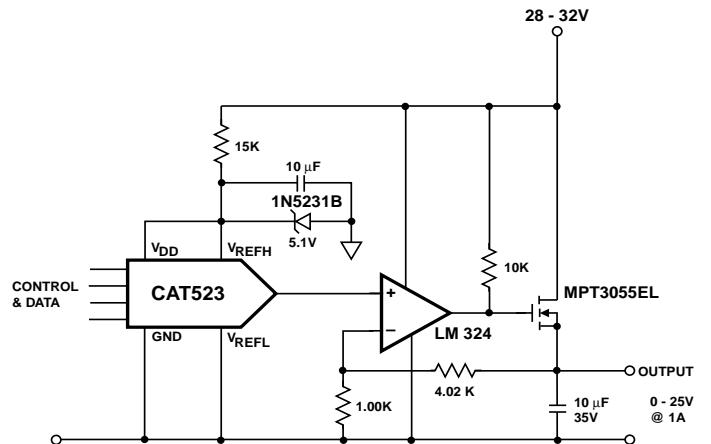 28 - 32V
15K
10 μF
1N5231B
5.1V
VDD
VREFH
CONTROL
& DATA
CAT523
GND
VREFL
+
–
LM 324
10K
MPT3055EL
4.02 K
1.00K
OUTPUT
10 μF
35V
0 - 25V
@ 1A